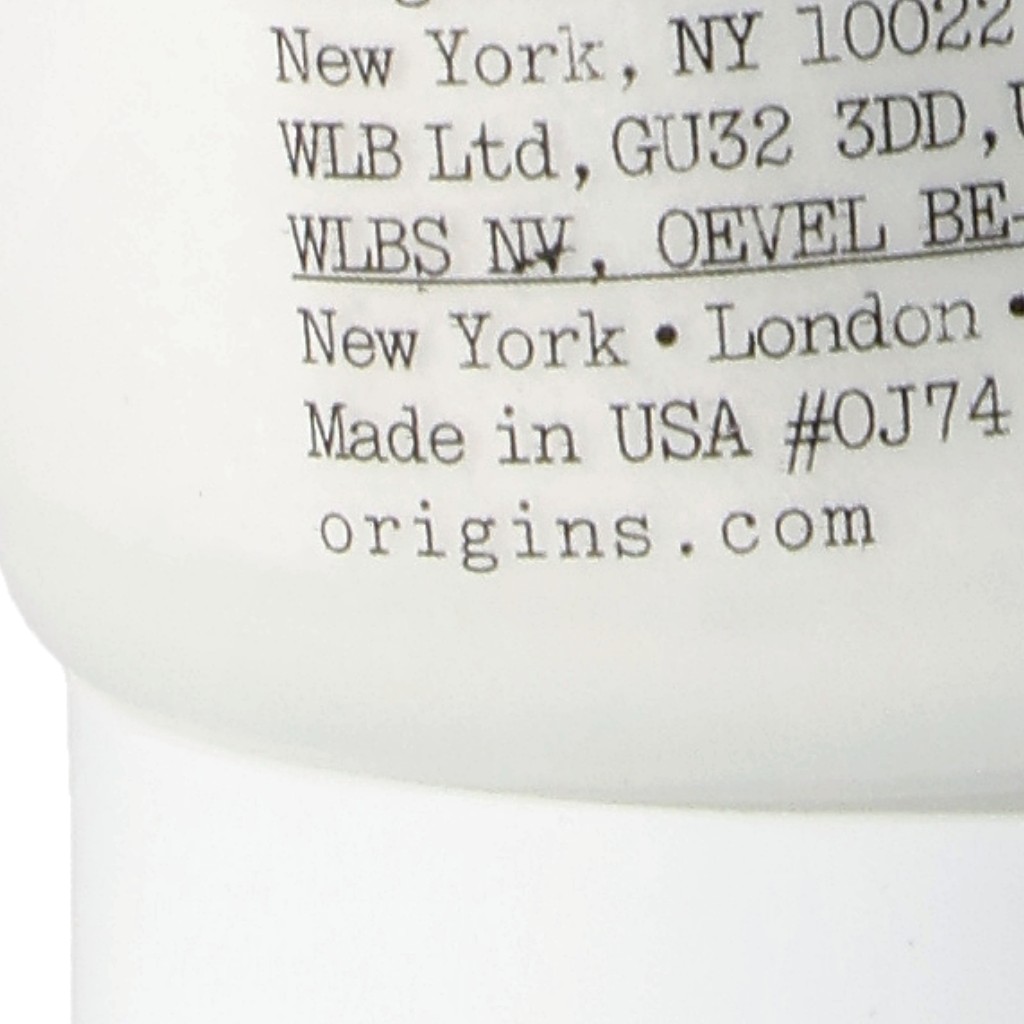 New York, NY 10022
WLB Ltd, GU32 3DD,
WLBS NV, OEVEL BE-
New York • London •
Made in USA #0J74
origins.com